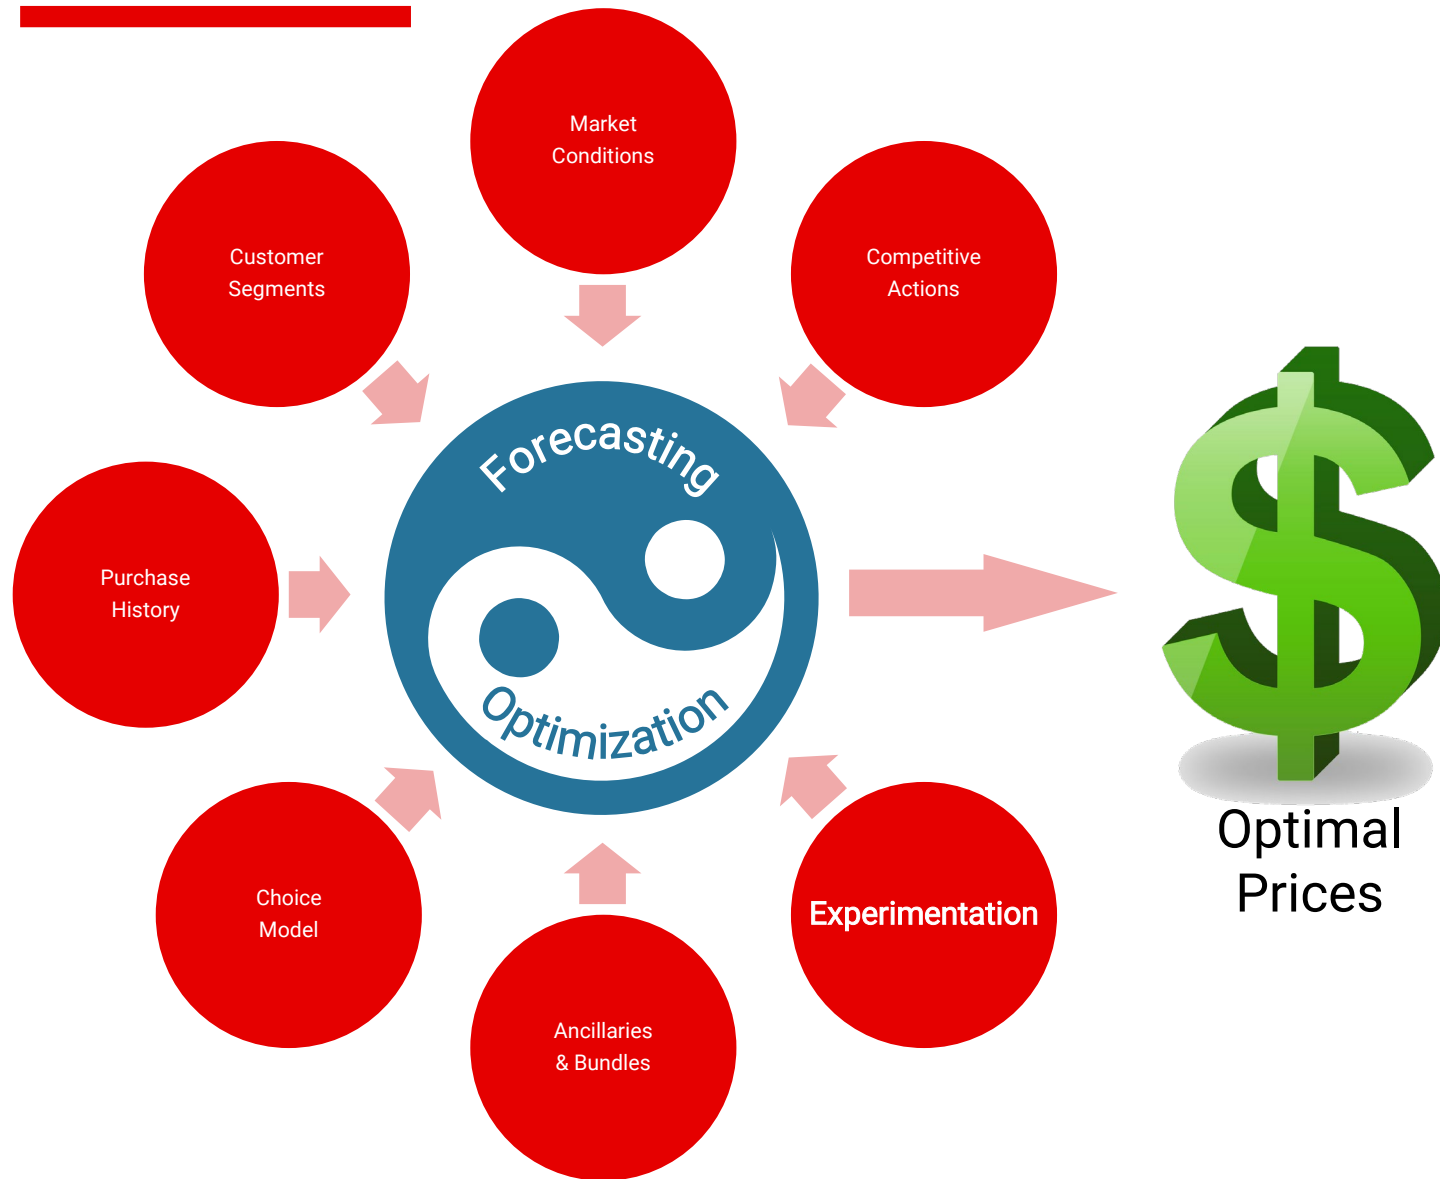 Market
Conditions
Customer
Segments
Competitive
Actions
Forecasting
Purchase
History
Optimization
Optimal
Prices
Choice
Model
Experimentation
Ancillaries
& Bundles